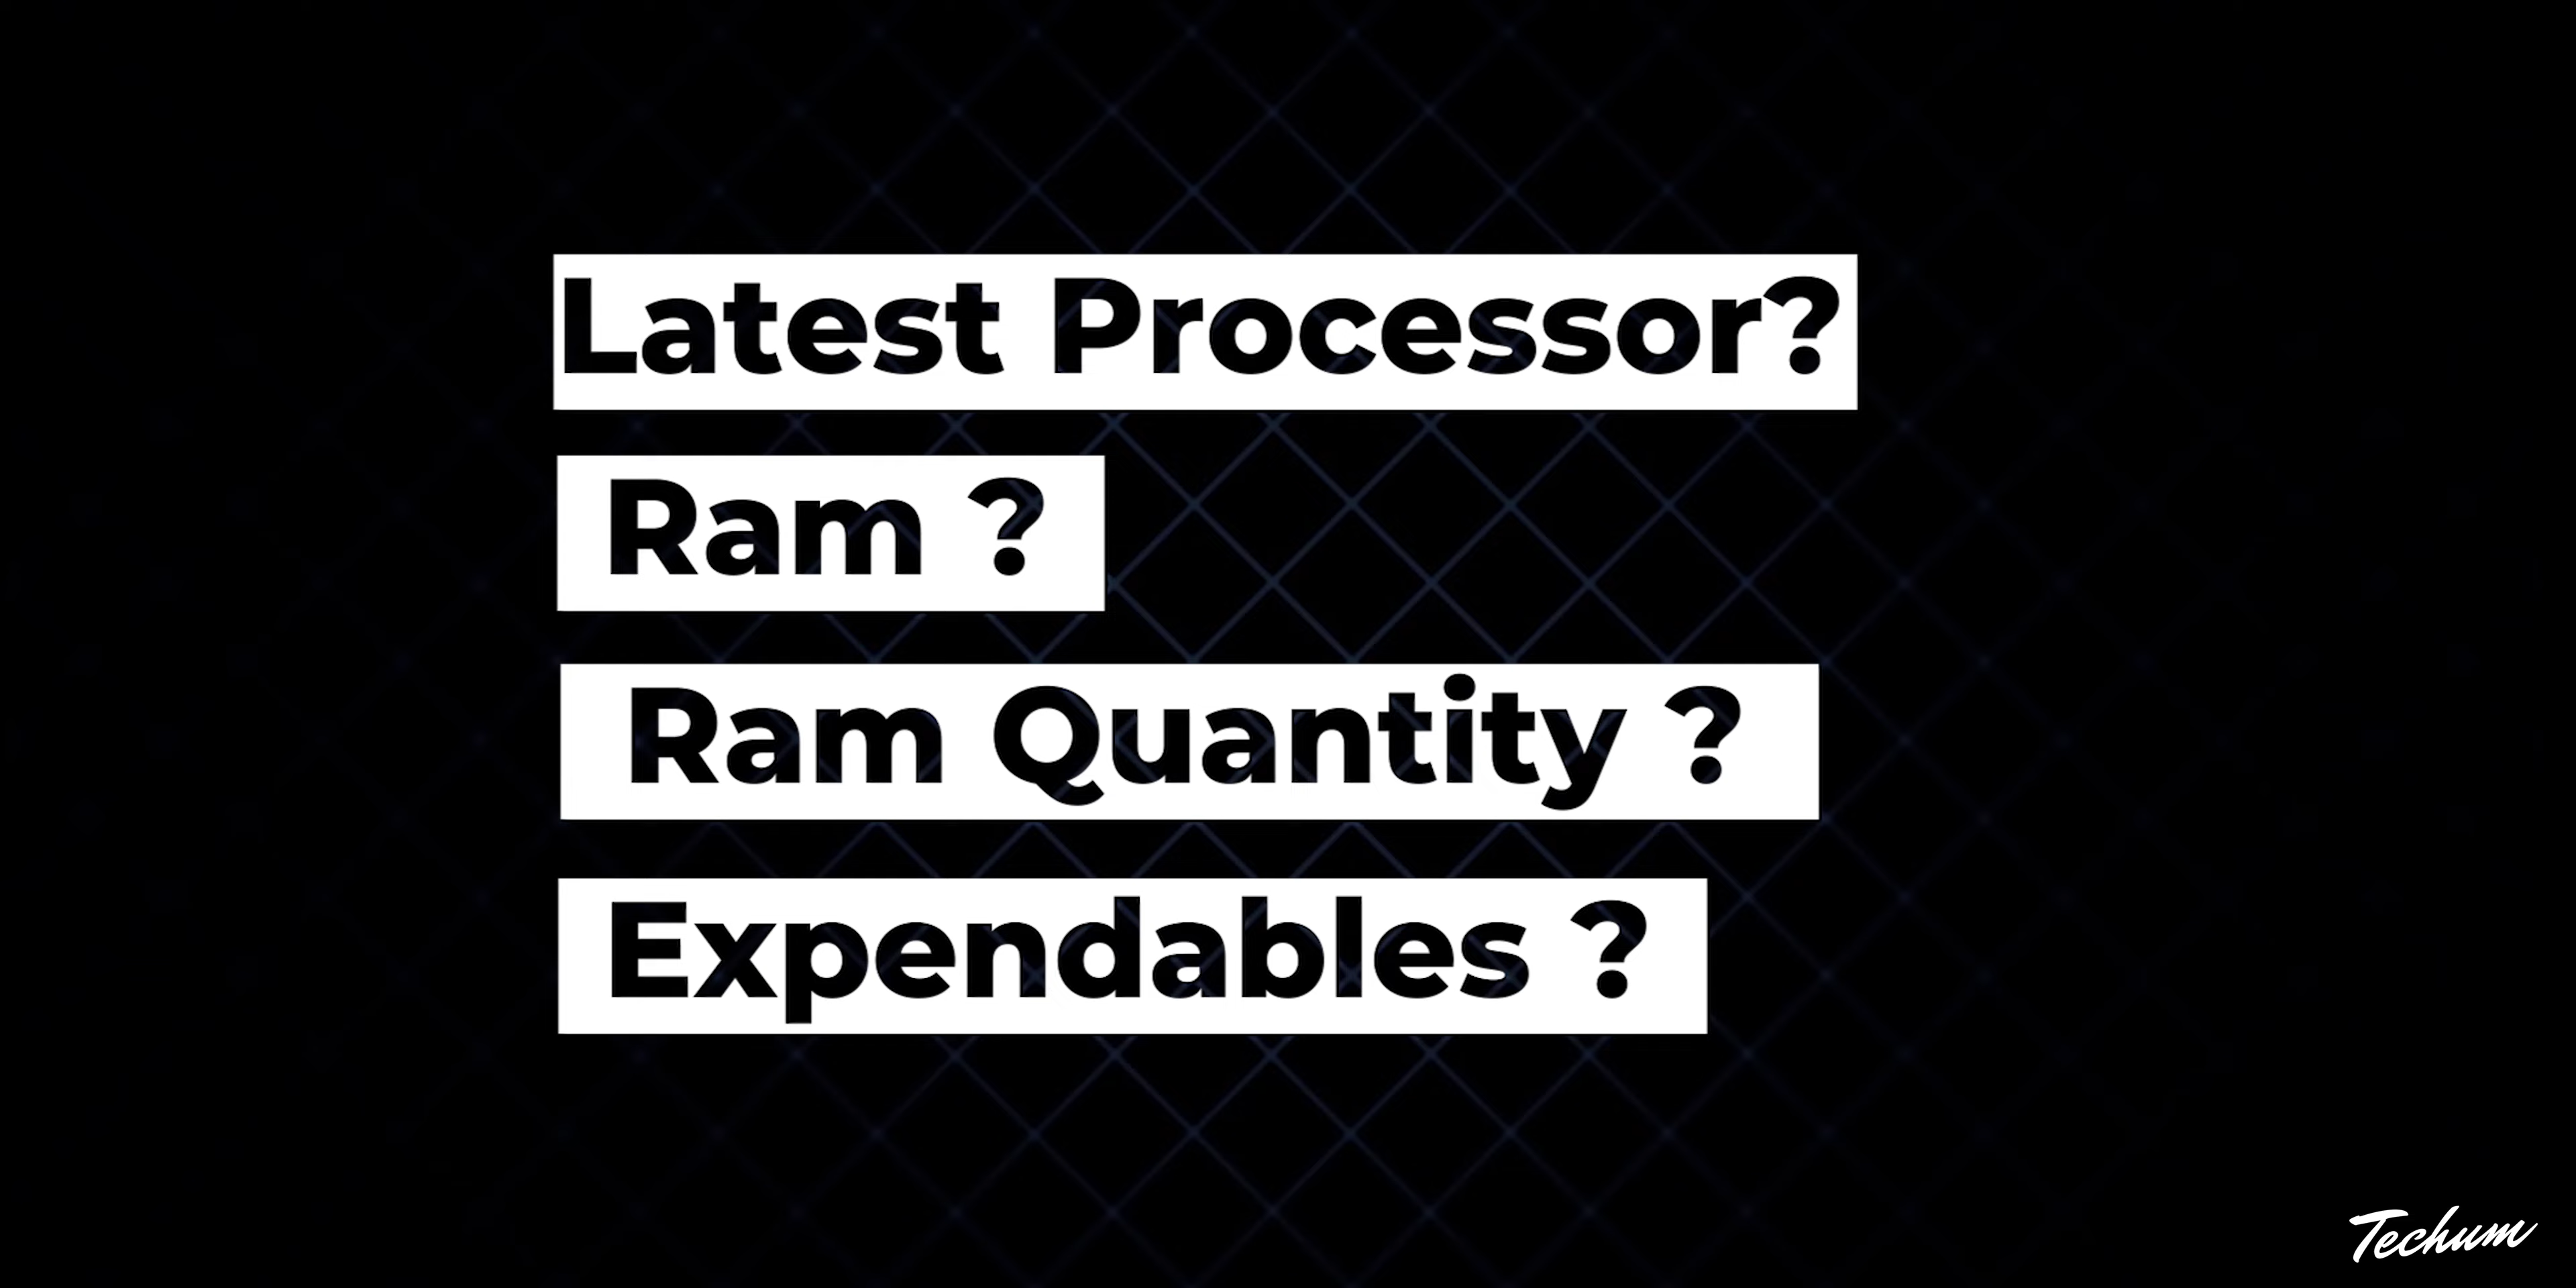 Latest Processor?
Ram ?
Ram Quantity ?
Expendables ?
Techum